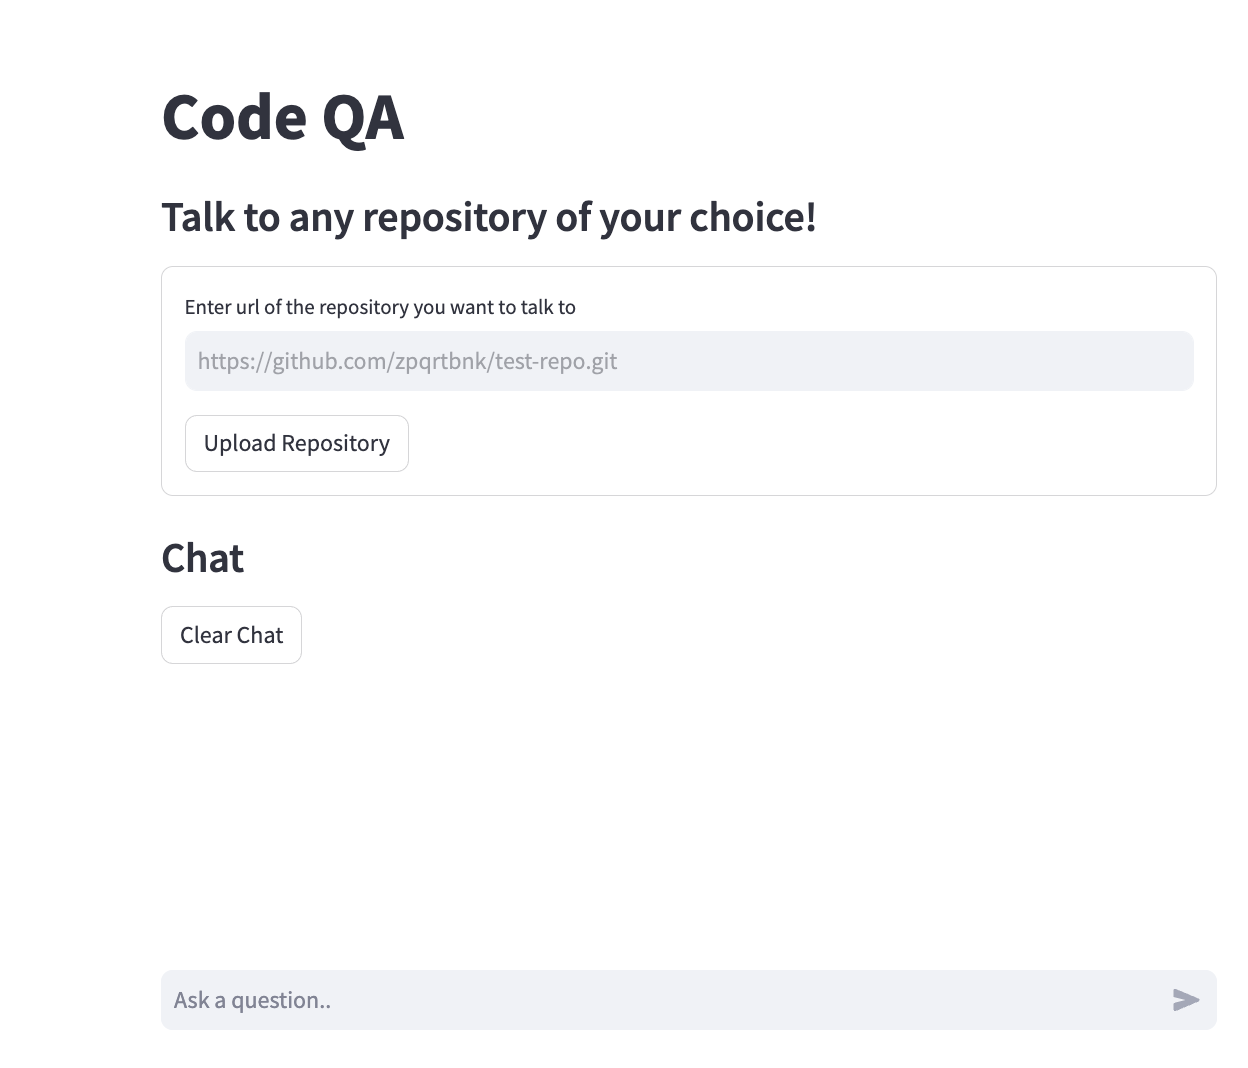 Code QA
Talk to any repository of your choice!
Enter url of the repository you want to talk to
https://github.com/zpqrtbnk/test-repo.git
Upload Repository
Chat
Clear Chat
Ask a question..